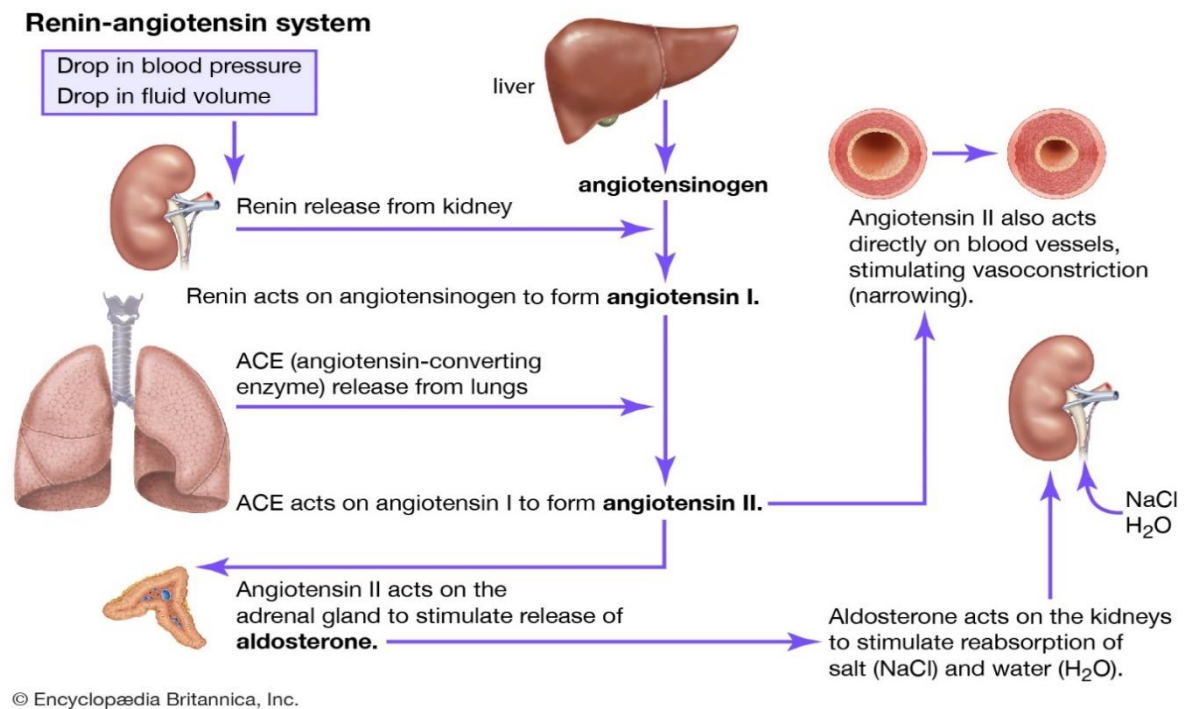 Renin-angiotensin system
Drop in blood pressure
Drop in fluid volume
liver
angiotensinogen
Renin release from kidney
Renin acts on angiotensinogen to form angiotensin I.
ACE (angiotensin-converting
enzyme) release from lungs
ACE acts on angiotensin I to form angiotensin II.
Angiotensin II also acts
directly on blood vessels,
stimulating vasoconstriction
(narrowing).
NaCl
H₂O
Angiotensin II acts on the
adrenal gland to stimulate release of
aldosterone.
Aldosterone acts on the kidneys
to stimulate reabsorption of
salt (NaCl) and water (H₂O).
© Encyclopædia Britannica, Inc.